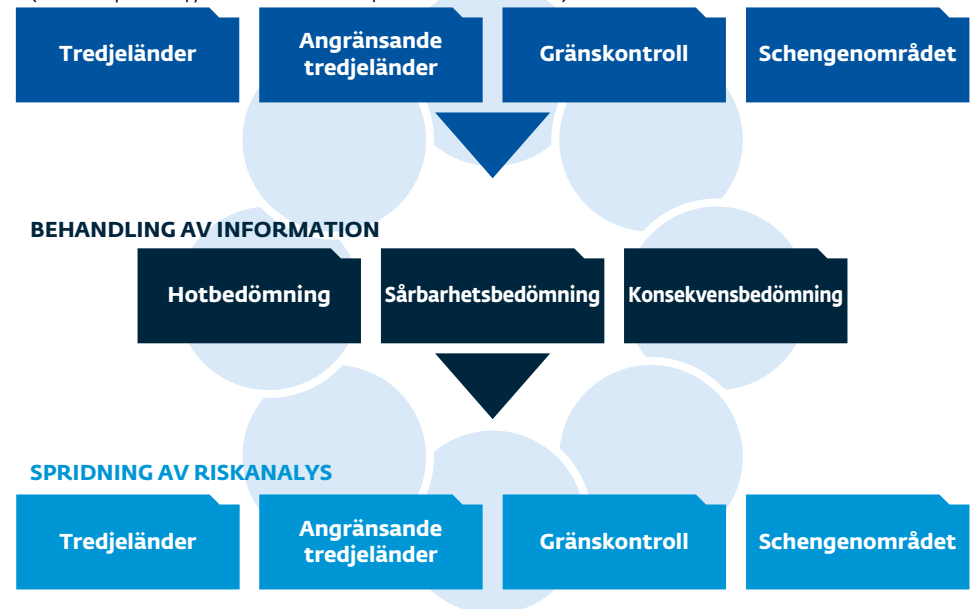 Tredjeländer
Angränsande
tredjeländer
Gränskontroll
Schengenområdet
BEHANDLING AV INFORMATION
Hotbedömning
Sårbarhetsbedömning
Konsekvensbedömning
SPRIDNING AV RISKANALYS
Tredjeländer
Angränsande
tredjeländer
Gränskontroll
Schengenområdet